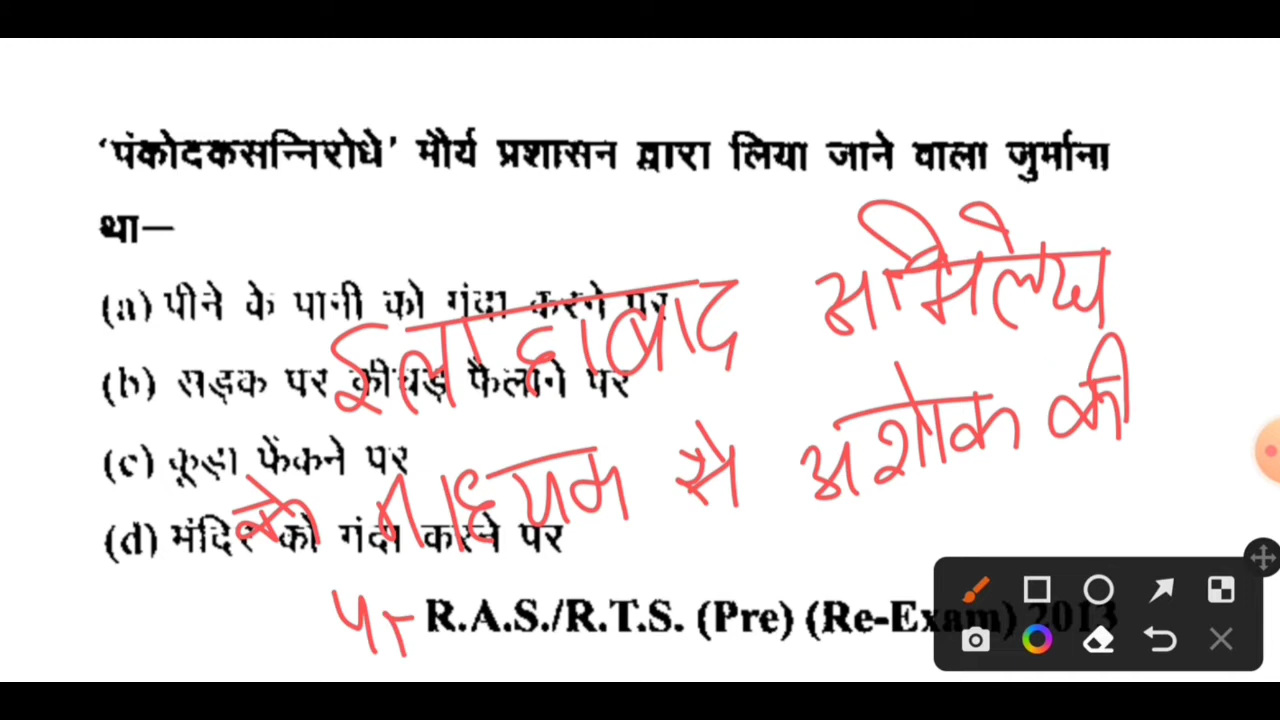 ‘पंकोदकसन्निरोधे’ मौर्य प्रशासन द्वारा लिया जाने वाला जुर्माना
था—
(a) पीने के पानी को गंदा करने पर
(b) सड़क पर कीचड़ फैलाने पर
(c) कूड़ा फेंकने पर
(d) मंदिर को गंदा करने पर
R.A.S./R.T.S. (Pre) (Re-Exam) 2013
इलाहाबाद अभिलेख
के माध्यम से अशोक की